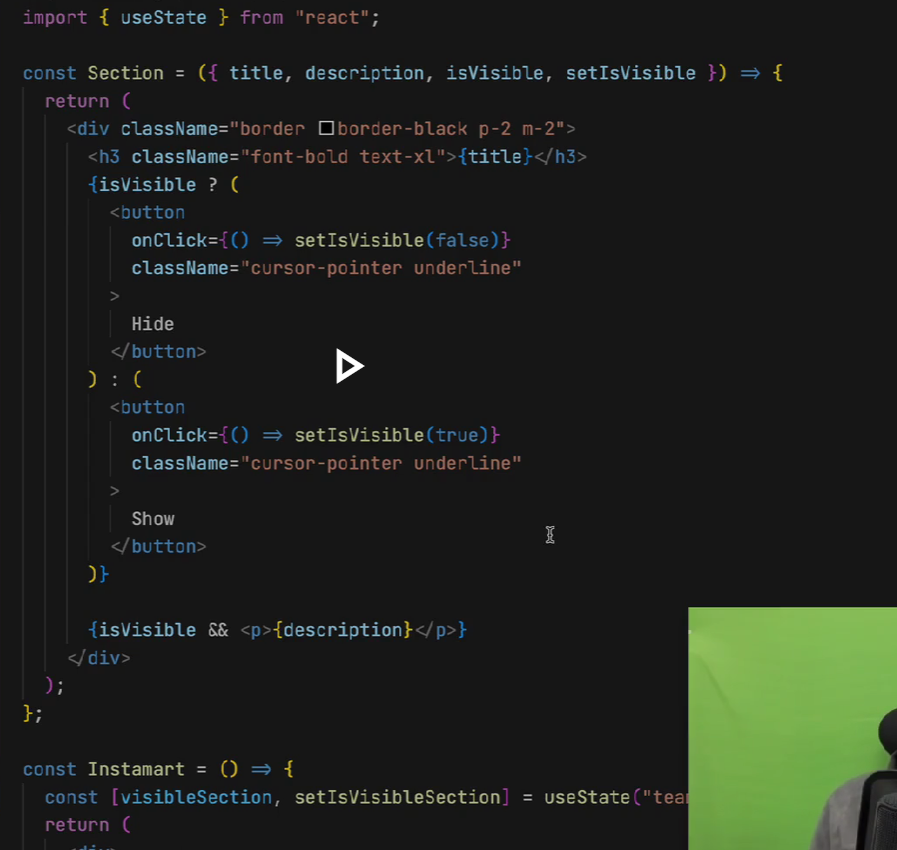 import { useState } from "react";
const Section = ({ title, description, isVisible, setIsVisible }) => {
return (
<div className="border border-black p-2 m-2">
<h3 className="font-bold text-xl">{title}</h3>
{isVisible ? (
<button
onClick={() => setIsVisible(false)}
className="cursor-pointer underline"
>
Hide
</button>
) : (
<button
onClick={() => setIsVisible(true)}
className="cursor-pointer underline"
>
Show
</button>
)}
{isVisible && <p>{description}</p>}
</div>
);
};
const Instamart = () => {
const [visibleSection, setIsVisibleSection] = useState("
return (